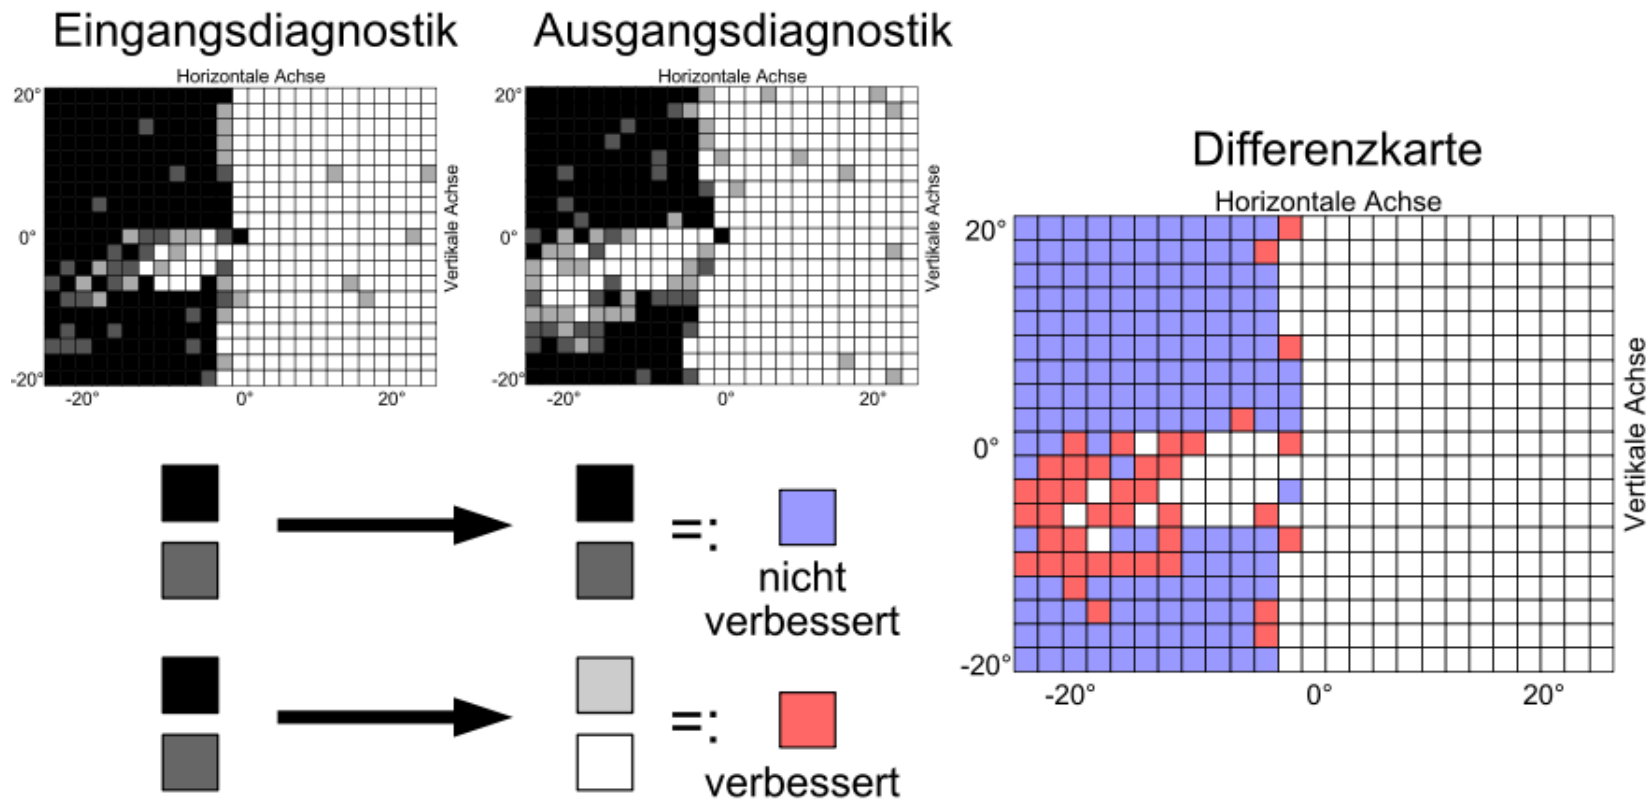 Eingangsdiagnostik
Horizontale Achse
20°
0°
-20°
-20°
0°
20°
Vertikale Achse
Ausgangsdiagnostik
Horizontale Achse
20°
0°
-20°
-20°
0°
20°
Vertikale Achse
Differenzkarte
Horizontale Achse
20°
0°
-20°
-20°
0°
20°
Vertikale Achse
=:
nicht
verbessert
=:
verbessert